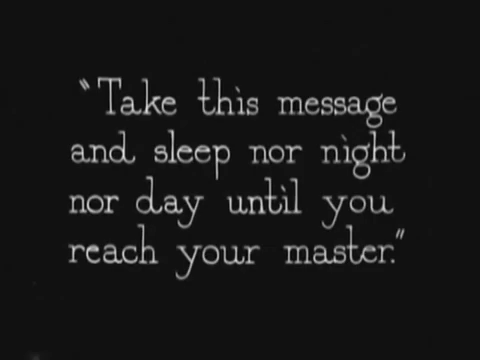 "Take this message
and sleep nor night
nor day until you
reach your master."